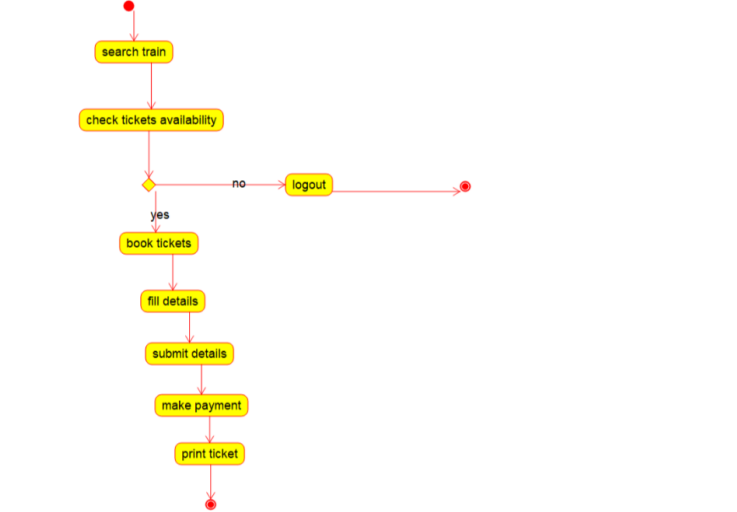 search train
check tickets availability
no
logout
yes
book tickets
fill details
submit details
make payment
print ticket